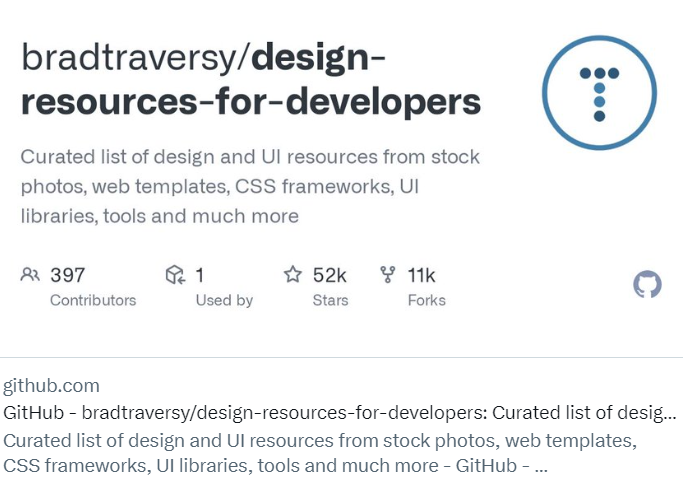 bradtraversy/design-
resources-for-developers
Curated list of design and UI resources from stock
photos, web templates, CSS frameworks, UI
libraries, tools and much more
397
Contributors
1
Used by
52k
Stars
11k
Forks
github.com
GitHub - bradtraversy/design-resources-for-developers: Curated list of desig...
Curated list of design and UI resources from stock photos, web templates,
CSS frameworks, UI libraries, tools and much more - GitHub - ...